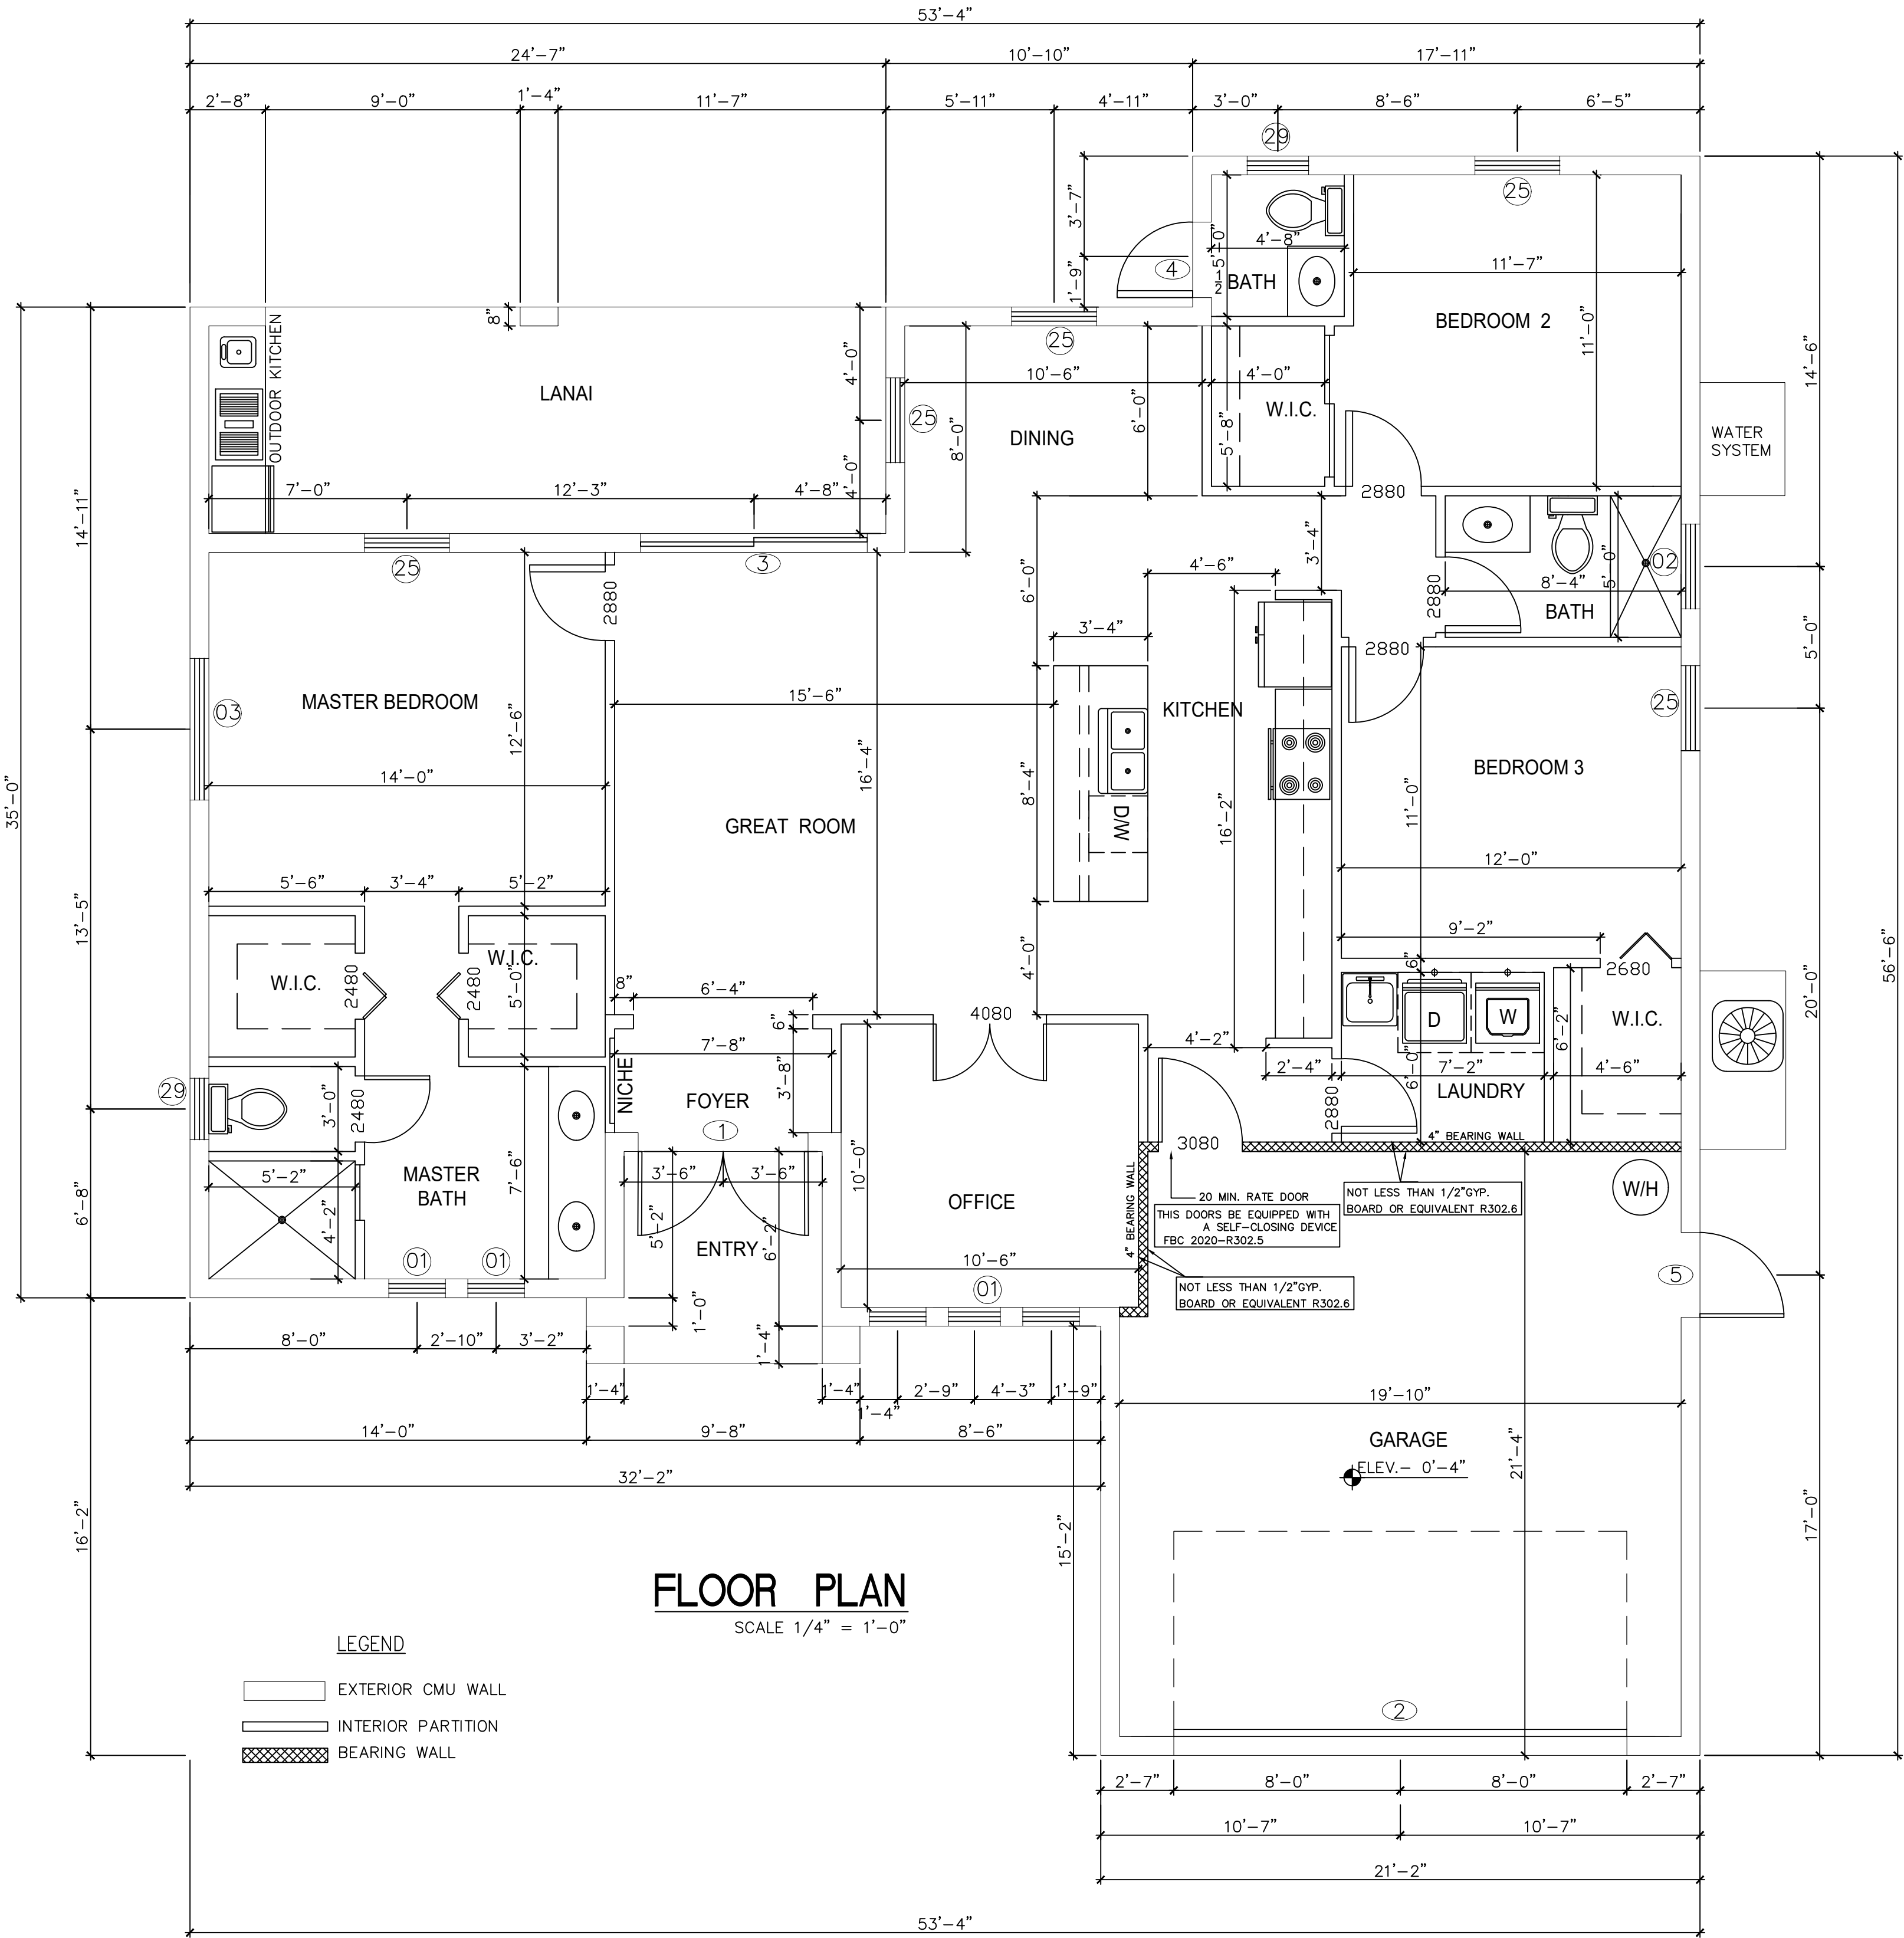 53'-4"
24'-7" 10'-10" 17'-11"
2'-8" 9'-0" 1'-4" 11'-7" 5'-11" 4'-11" 3'-0" 8'-6" 6'-5"
29
25
3'-7"
1'-9"
4
5'-0"
4'-8"
1/2 BATH
11'-7"
11'-0"
BEDROOM 2
14'-6"
8"
OUTDOOR KITCHEN
LANAI
4'-0"
4'-0"
25
25
10'-6"
DINING
8'-0"
6'-0"
4'-0"
W.I.C.
5'-8"
WATER
SYSTEM
7'-0" 12'-3" 4'-8"
14'-11"
35'-0"
25
3
2880
2880
3'-4"
6'-0"
4'-6"
3'-4"
2880
8'-4"
5'-0"
02
BATH
2880
5'-0"
03
MASTER BEDROOM
12'-6"
14'-0"
15'-6"
16'-4"
GREAT ROOM
8'-4"
D/W
KITCHEN
16'-2"
25
BEDROOM 3
11'-0"
12'-0"
9'-2"
5'-6" 3'-4" 5'-2"
13'-5"
W.I.C.
2480
2480
W.I.C.
5'-0"
8"
6'-4"
6"
4'-0"
4080
4'-2"
6"
2680
D
W
W.I.C.
6'-2"
20'-0"
56'-6"
7'-8"
3'-8"
NICHE
FOYER
1
2'-4"
7'-2"
4'-6"
6'-0"
LAUNDRY
2880
4" BEARING WALL
29
3'-0"
2480
5'-2"
4'-2"
MASTER
BATH
7'-6"
6'-8"
01
01
3'-6" 3'-6"
5'-2"
6'-2"
ENTRY
10'-0"
OFFICE
10'-6"
01
4" BEARING WALL
3080
20 MIN. RATE DOOR
THIS DOORS BE EQUIPPED WITH
A SELF-CLOSING DEVICE
FBC 2020-R302.5
NOT LESS THAN 1/2"GYP.
BOARD OR EQUIVALENT R302.6
NOT LESS THAN 1/2"GYP.
BOARD OR EQUIVALENT R302.6
W/H
5
8'-0" 2'-10" 3'-2"
1'-0"
1'-4"
1'-4" 1'-4" 2'-9" 4'-3" 1'-9"
1'-4"
14'-0" 9'-8" 8'-6"
32'-2"
19'-10"
GARAGE
ELEV.- 0'-4"
21'-4"
16'-2"
15'-2"
17'-0"
2
FLOOR PLAN
SCALE 1/4" = 1'-0"
LEGEND
EXTERIOR CMU WALL
INTERIOR PARTITION
BEARING WALL
2'-7" 8'-0" 8'-0" 2'-7"
10'-7" 10'-7"
21'-2"
53'-4"